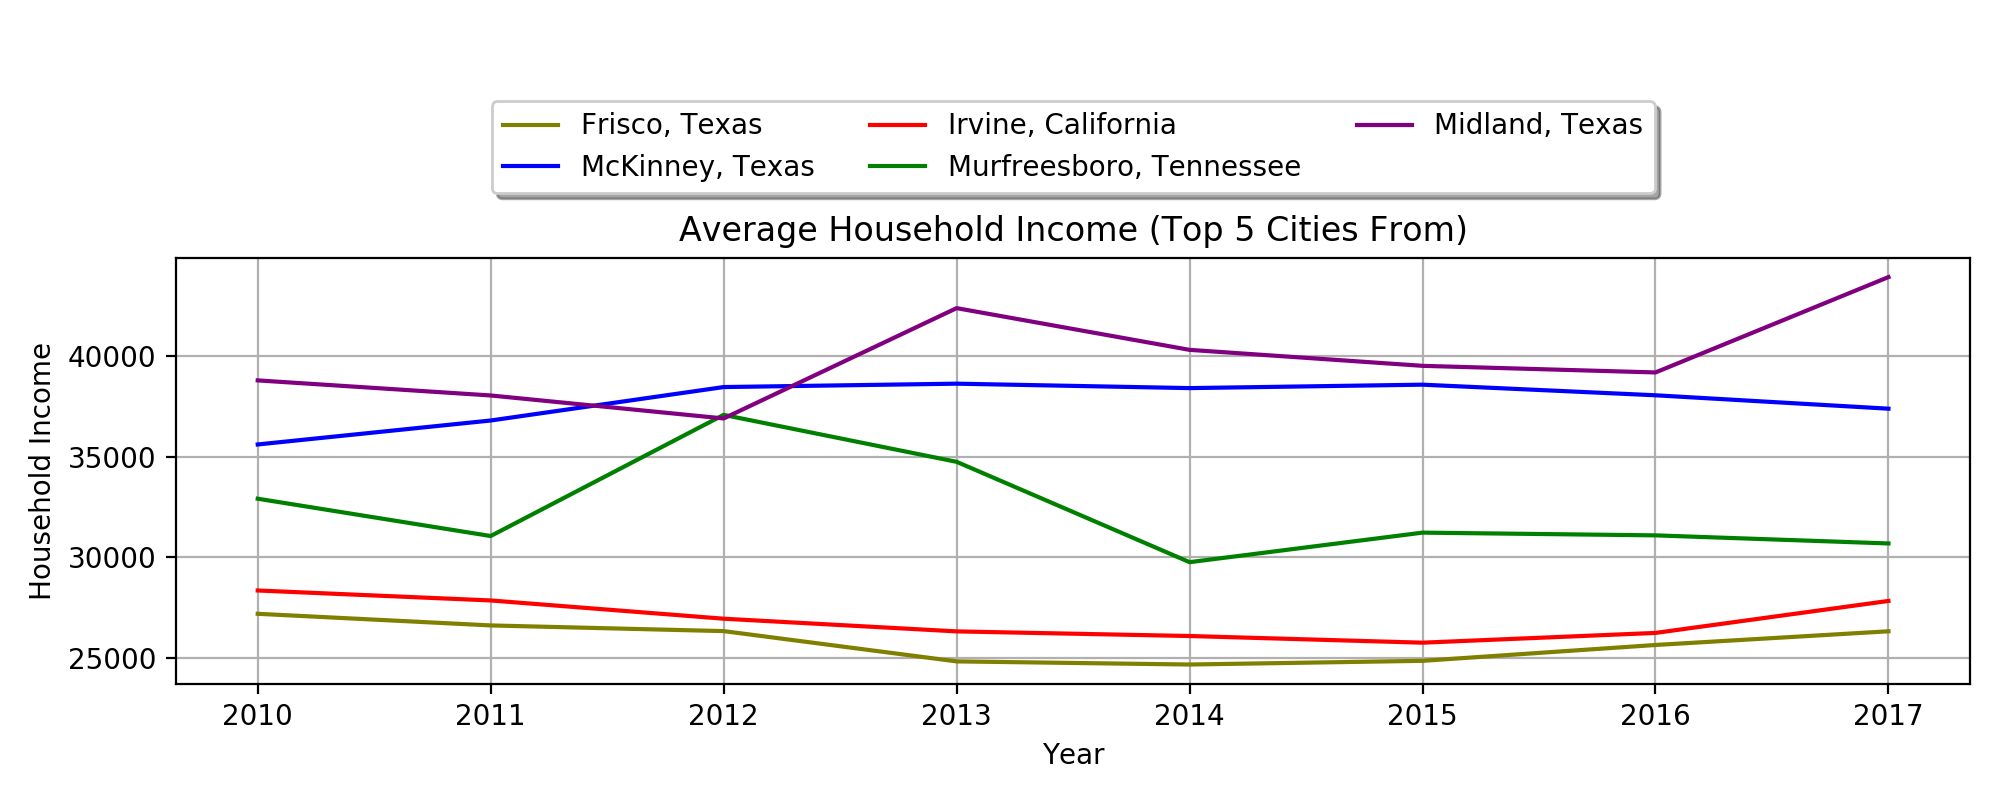 Frisco, Texas
McKinney, Texas
Irvine, California
Murfreesboro, Tennessee
Midland, Texas
Average Household Income (Top 5 Cities From)
Household Income
40000
35000
30000
25000
2010 2011 2012 2013 2014 2015 2016 2017
Year